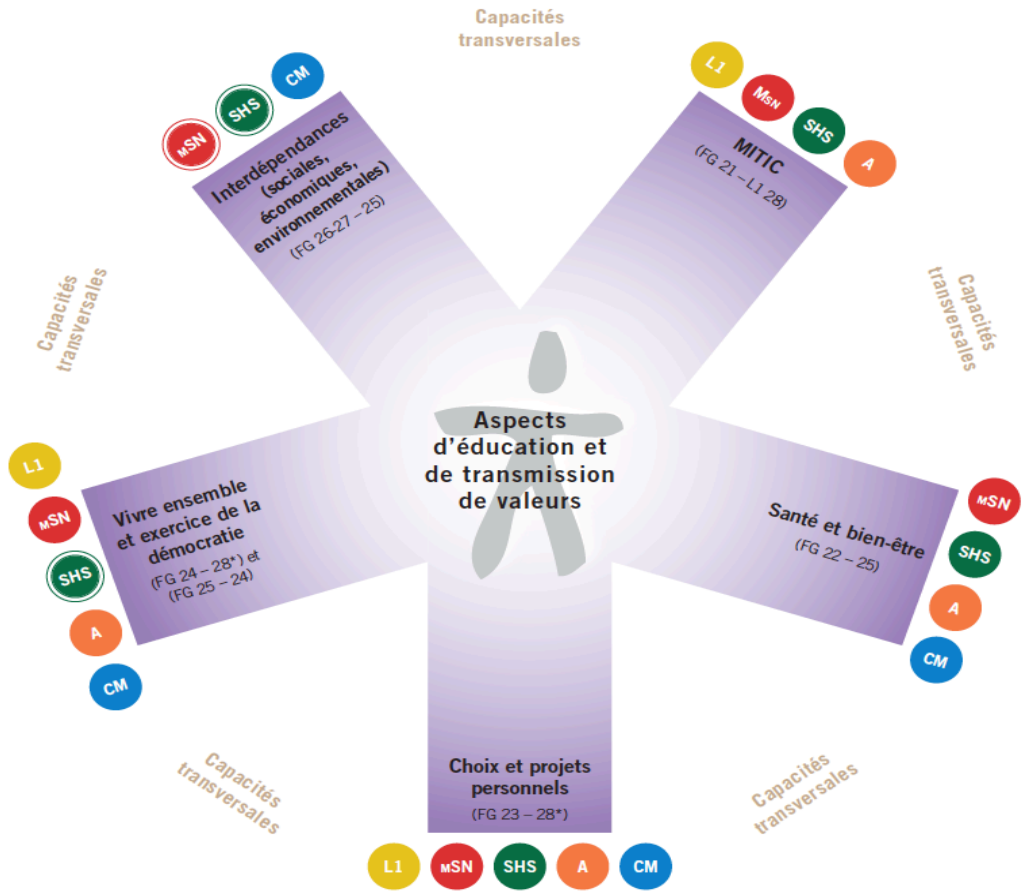 Capacités
transversales
CM
SHS
MSN
Interdépendances
(sociales,
économiques,
environnementales)
(FG 26-27 – 25)
L1
MSN
SHS
A
MITIC
(FG 21 – L1 28)
Capacités
transversales
Capacités
transversales
Aspects
d’éducation et
de transmission
de valeurs
L1
MSN
SHS
A
CM
Vivre ensemble
et exercice de la
démocratie
(FG 24 – 28*) et
(FG 25 – 24)
Santé et bien-être
(FG 22 – 25)
MSN
SHS
A
CM
Capacités
transversales
Capacités
transversales
Choix et projets
personnels
(FG 23 – 28*)
L1
MSN
SHS
A
CM